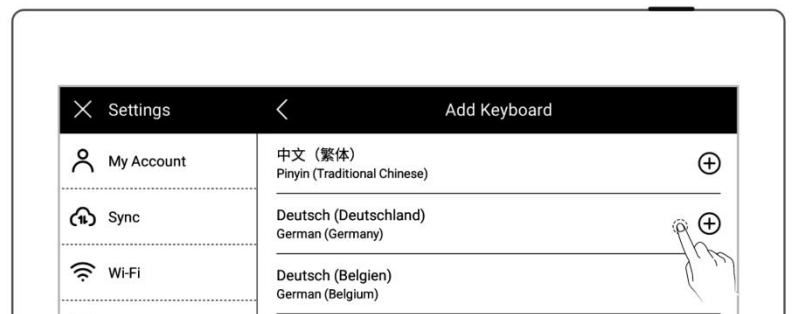 Settings
Add Keyboard
My Account
Sync
Wi-Fi
中文（繁体）
Pinyin (Traditional Chinese)
Deutsch (Deutschland)
German (Germany)
Deutsch (Belgien)
German (Belgium)